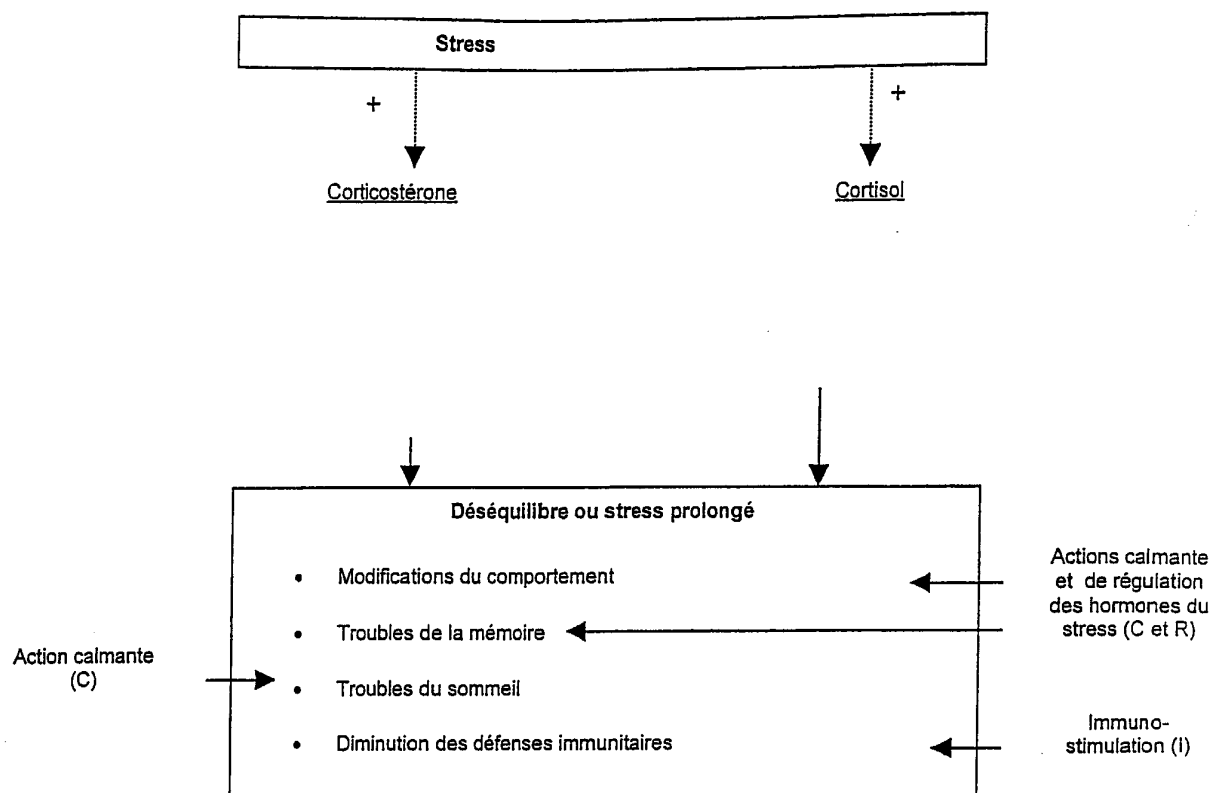 Stress
+
+
Corticostérone
Cortisol
Déséquilibre ou stress prolongé
• Modifications du comportement
• Troubles de la mémoire
• Troubles du sommeil
• Diminution des défenses immunitaires
Action calmante
(C)
Actions calmante
et de régulation
des hormones du
stress (C et R)
Immuno-
stimulation (I)